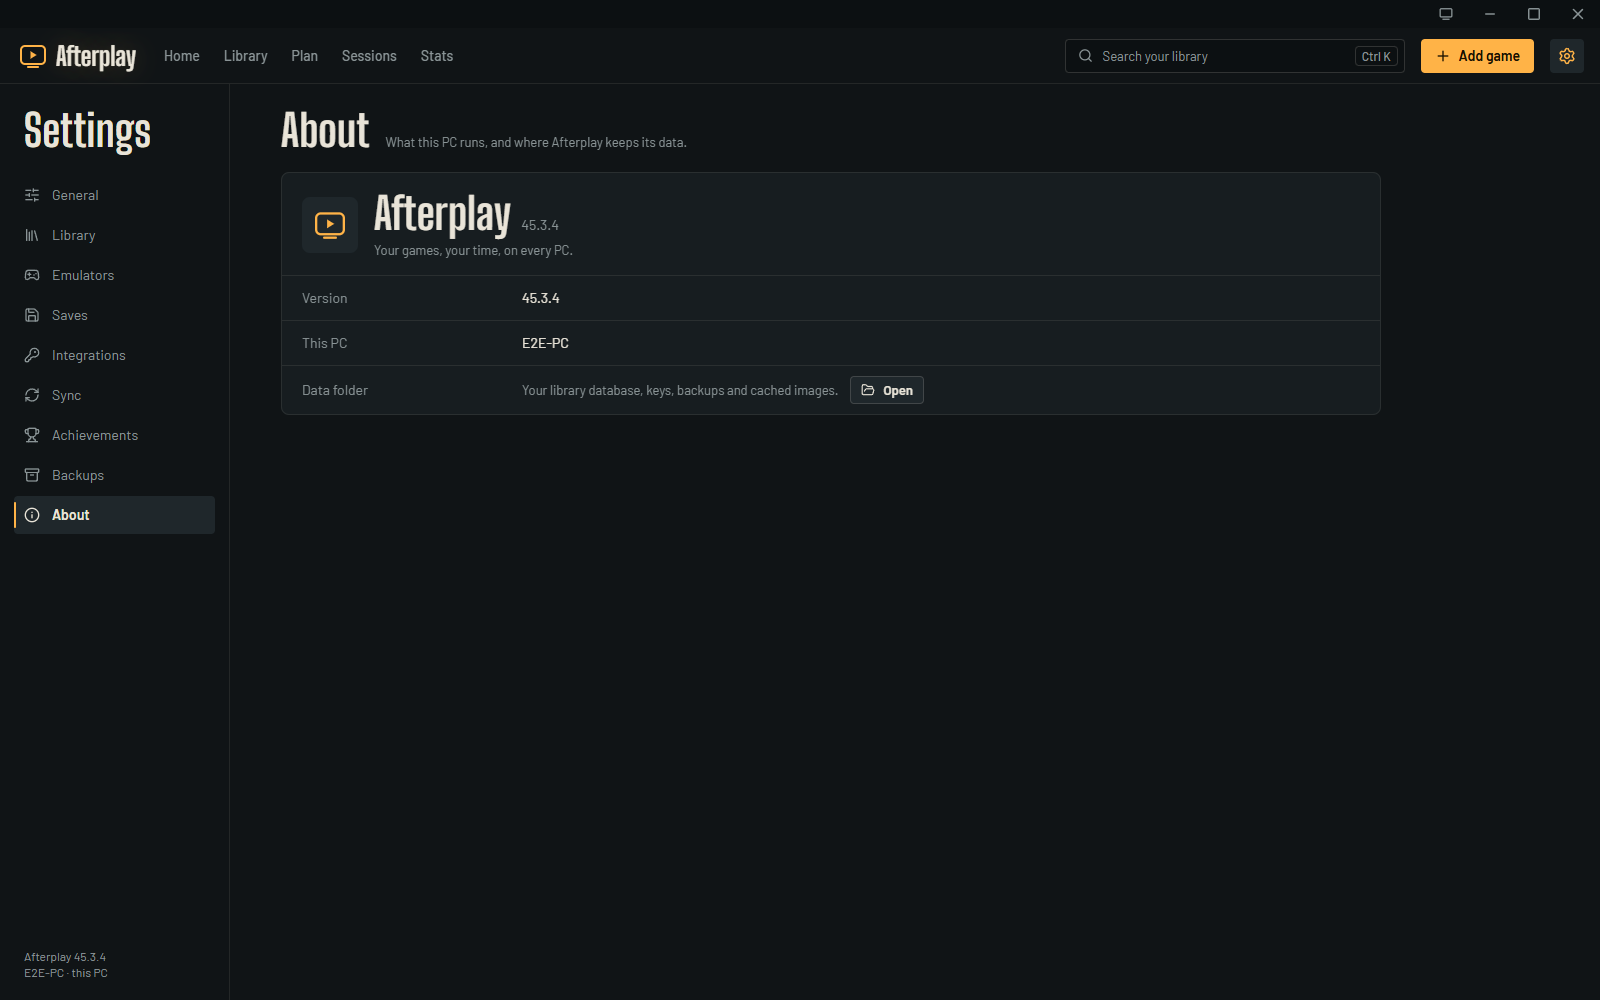 Afterplay
Home
Library
Plan
Sessions
Stats
Search your library
Ctrl K
Add game
Settings
General
Library
Emulators
Saves
Integrations
Sync
Achievements
Backups
About
Afterplay 45.3.4
E2E-PC · this PC
About
What this PC runs, and where Afterplay keeps its data.
Afterplay 45.3.4
Your games, your time, on every PC.
Version 45.3.4
This PC E2E-PC
Data folder Your library database, keys, backups and cached images. Open